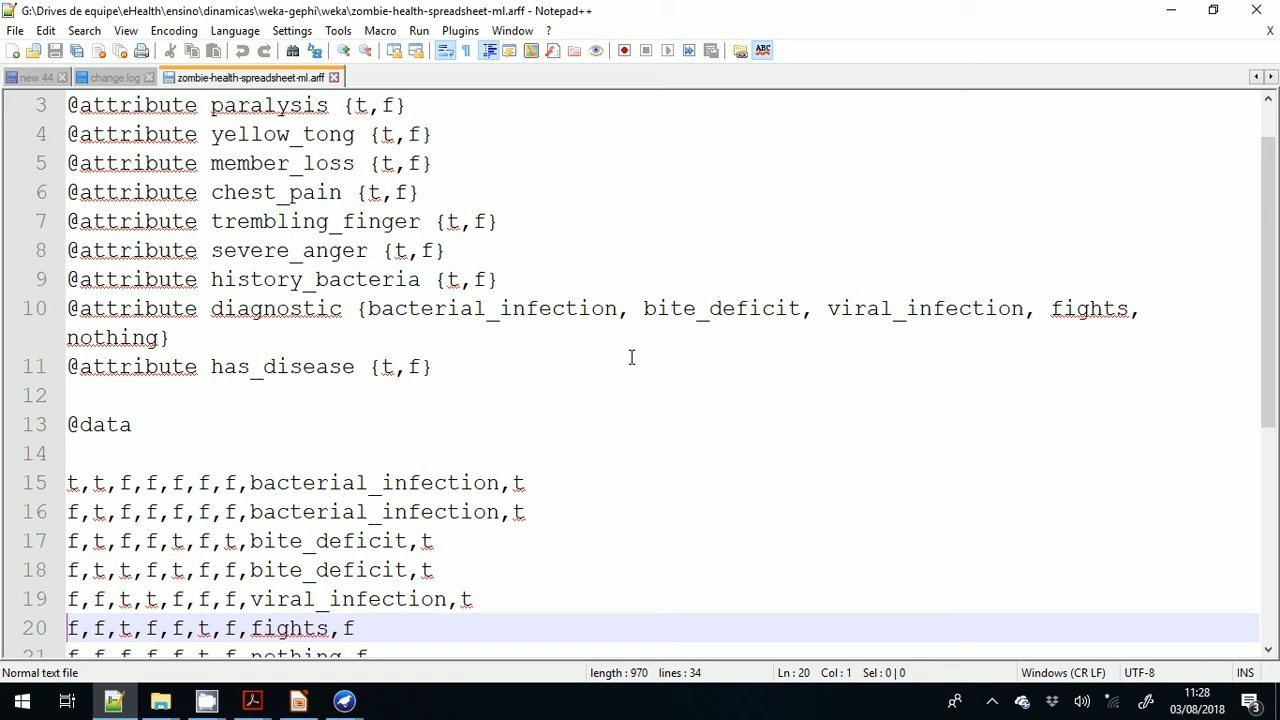 G:\Drives de equipe\eHealth\ensino\dinamicas\weka-gephi\weka\zombie-health-spreadsheet-ml.arff - Notepad++
File Edit Search View Encoding Language Settings Tools Macro Run Plugins Window ? X
new 44 change.log zombie-health-spreadsheet-ml.arff
3 @attribute paralysis {t,f}
4 @attribute yellow_tong {t,f}
5 @attribute member_loss {t,f}
6 @attribute chest_pain {t,f}
7 @attribute trembling_finger {t,f}
8 @attribute severe_anger {t,f}
9 @attribute history_bacteria {t,f}
10 @attribute diagnostic {bacterial_infection, bite_deficit, viral_infection, fights,
nothing}
11 @attribute has_disease {t,f}
12
13 @data
14
15 t,t,f,f,f,f,f,bacterial_infection,t
16 f,t,f,f,f,f,f,bacterial_infection,t
17 f,t,f,f,t,f,t,bite_deficit,t
18 f,t,t,f,t,f,f,bite_deficit,t
19 f,f,t,t,f,f,f,viral_infection,t
20 f,f,t,f,f,t,f,fights,f
21 f,f,f,f,f,t,f,nothing,f
Normal text file length : 970 lines : 34 Ln : 20 Col : 1 Sel : 0 | 0 Windows (CR LF) UTF-8 INS
11:28
03/08/2018